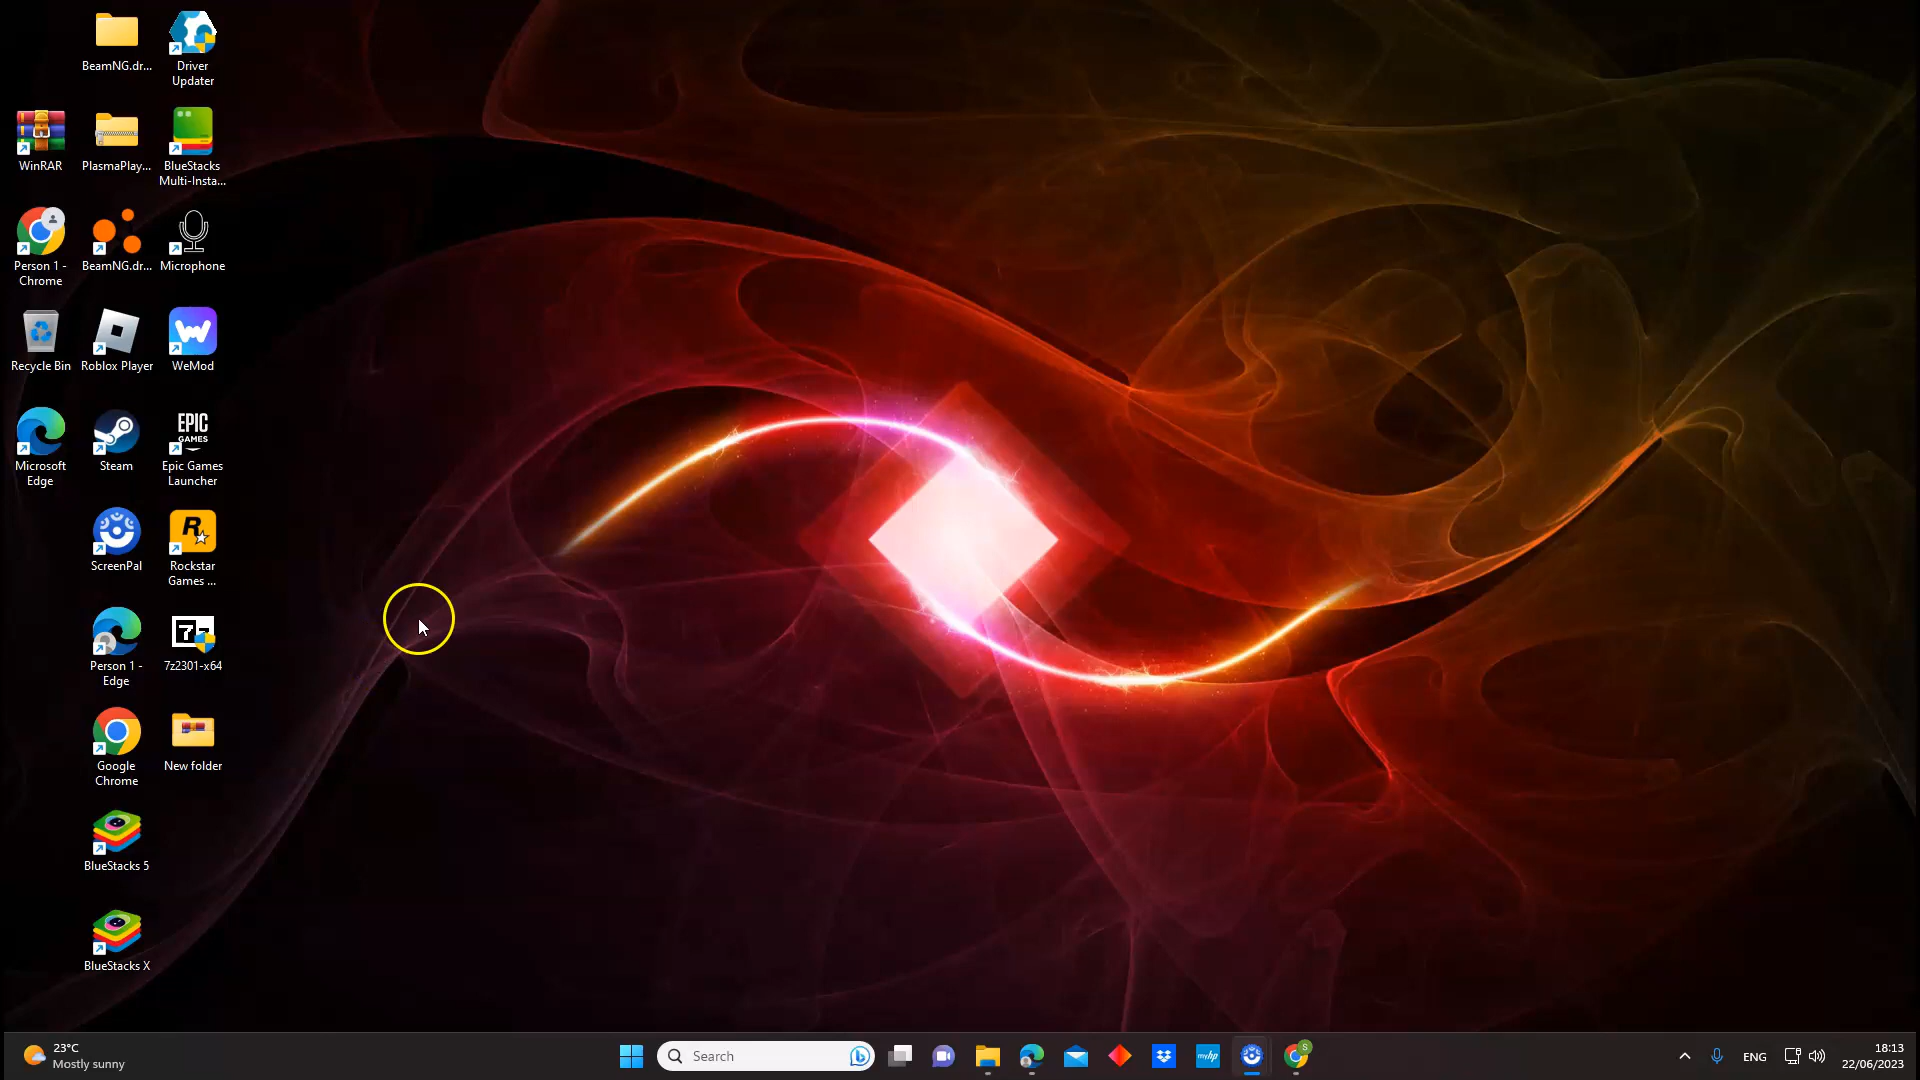 BeamNG.dr...
Driver
Updater
WinRAR
PlasmaPlay...
BlueStacks
Multi-Insta...
Person 1 -
Chrome
BeamNG.dr...
Microphone
Recycle Bin
Roblox Player
WeMod
EPIC
GAMES
Microsoft
Edge
Steam
Epic Games
Launcher
R
ScreenPal
Rockstar
Games ...
7z
Person 1 -
Edge
7z2301-x64
Google
Chrome
New folder
BlueStacks 5
BlueStacks X
23°C
Mostly sunny
Search
myhp
S
ENG
18:13
22/06/2023